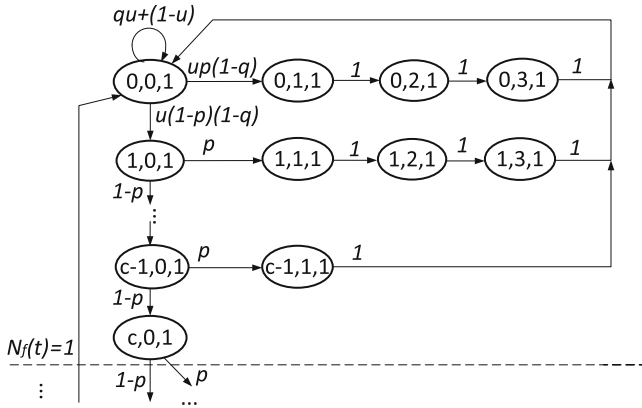 qu+(1-u)
0,0,1 up(1-q) 0,1,1 1 0,2,1 1 0,3,1 1
u(1-p)(1-q)
1,0,1 p 1,1,1 1 1,2,1 1 1,3,1 1
1-p
...
c-1,0,1 p c-1,1,1 1
1-p
c,0,1
Nf(t)=1
1-p p
... ...